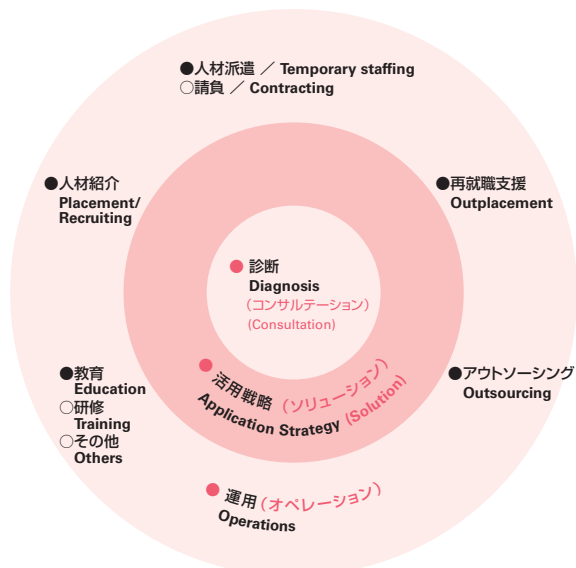 ●人材派遣 ／ Temporary staffing
○請負 ／ Contracting
●人材紹介
Placement/
Recruiting
●再就職支援
Outplacement
● 診断
Diagnosis
（コンサルテーション）
(Consultation)
● 活用戦略（ソリューション）
Application Strategy (Solution)
●教育
Education
○研修
Training
○その他
Others
●アウトソーシング
Outsourcing
● 運用（オペレーション）
Operations